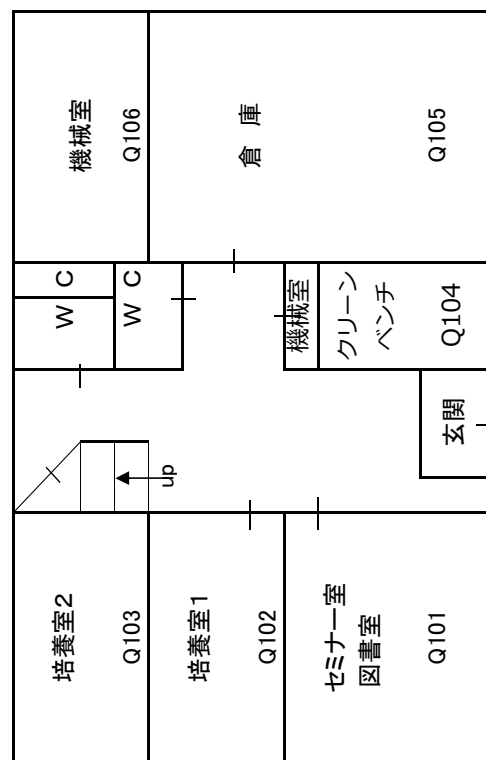 機械室
Q106
倉 庫
Q105
W C
W C
機械室
クリーン
ベンチ
Q104
玄関
up
培養室2
Q103
培養室1
Q102
セミナー室
図書室
Q101